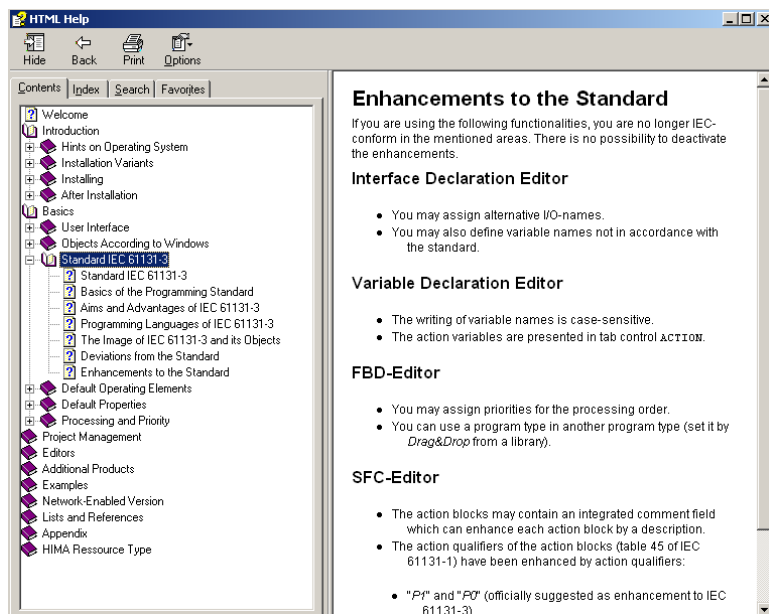 HTML Help
Hide Back Print Options
Contents Index Search Favorites
Welcome
Introduction
Hints on Operating System
Installation Variants
Installing
After Installation
Basics
User Interface
Objects According to Windows
Standard IEC 61131-3
Standard IEC 61131-3
Basics of the Programming Standard
Aims and Advantages of IEC 61131-3
Programming Languages of IEC 61131-3
The Image of IEC 61131-3 and its Objects
Deviations from the Standard
Enhancements to the Standard
Default Operating Elements
Default Properties
Processing and Priority
Project Management
Editors
Additional Products
Examples
Network-Enabled Version
Lists and References
Appendix
HIMA Ressource Type
Enhancements to the Standard
If you are using the following functionalities, you are no longer IEC-
conform in the mentioned areas. There is no possibility to deactivate
the enhancements.
Interface Declaration Editor
• You may assign alternative I/O-names.
• You may also define variable names not in accordance with
the standard.
Variable Declaration Editor
• The writing of variable names is case-sensitive.
• The action variables are presented in tab control ACTION.
FBD-Editor
• You may assign priorities for the processing order.
• You can use a program type in another program type (set it by
Drag&Drop from a library).
SFC-Editor
• The action blocks may contain an integrated comment field
which can enhance each action block by a description.
• The action qualifiers of the action blocks (table 45 of IEC
61131-1) have been enhanced by action qualifiers:
• "P1" and "P0" (officially suggested as enhancement to IEC
61131-3)